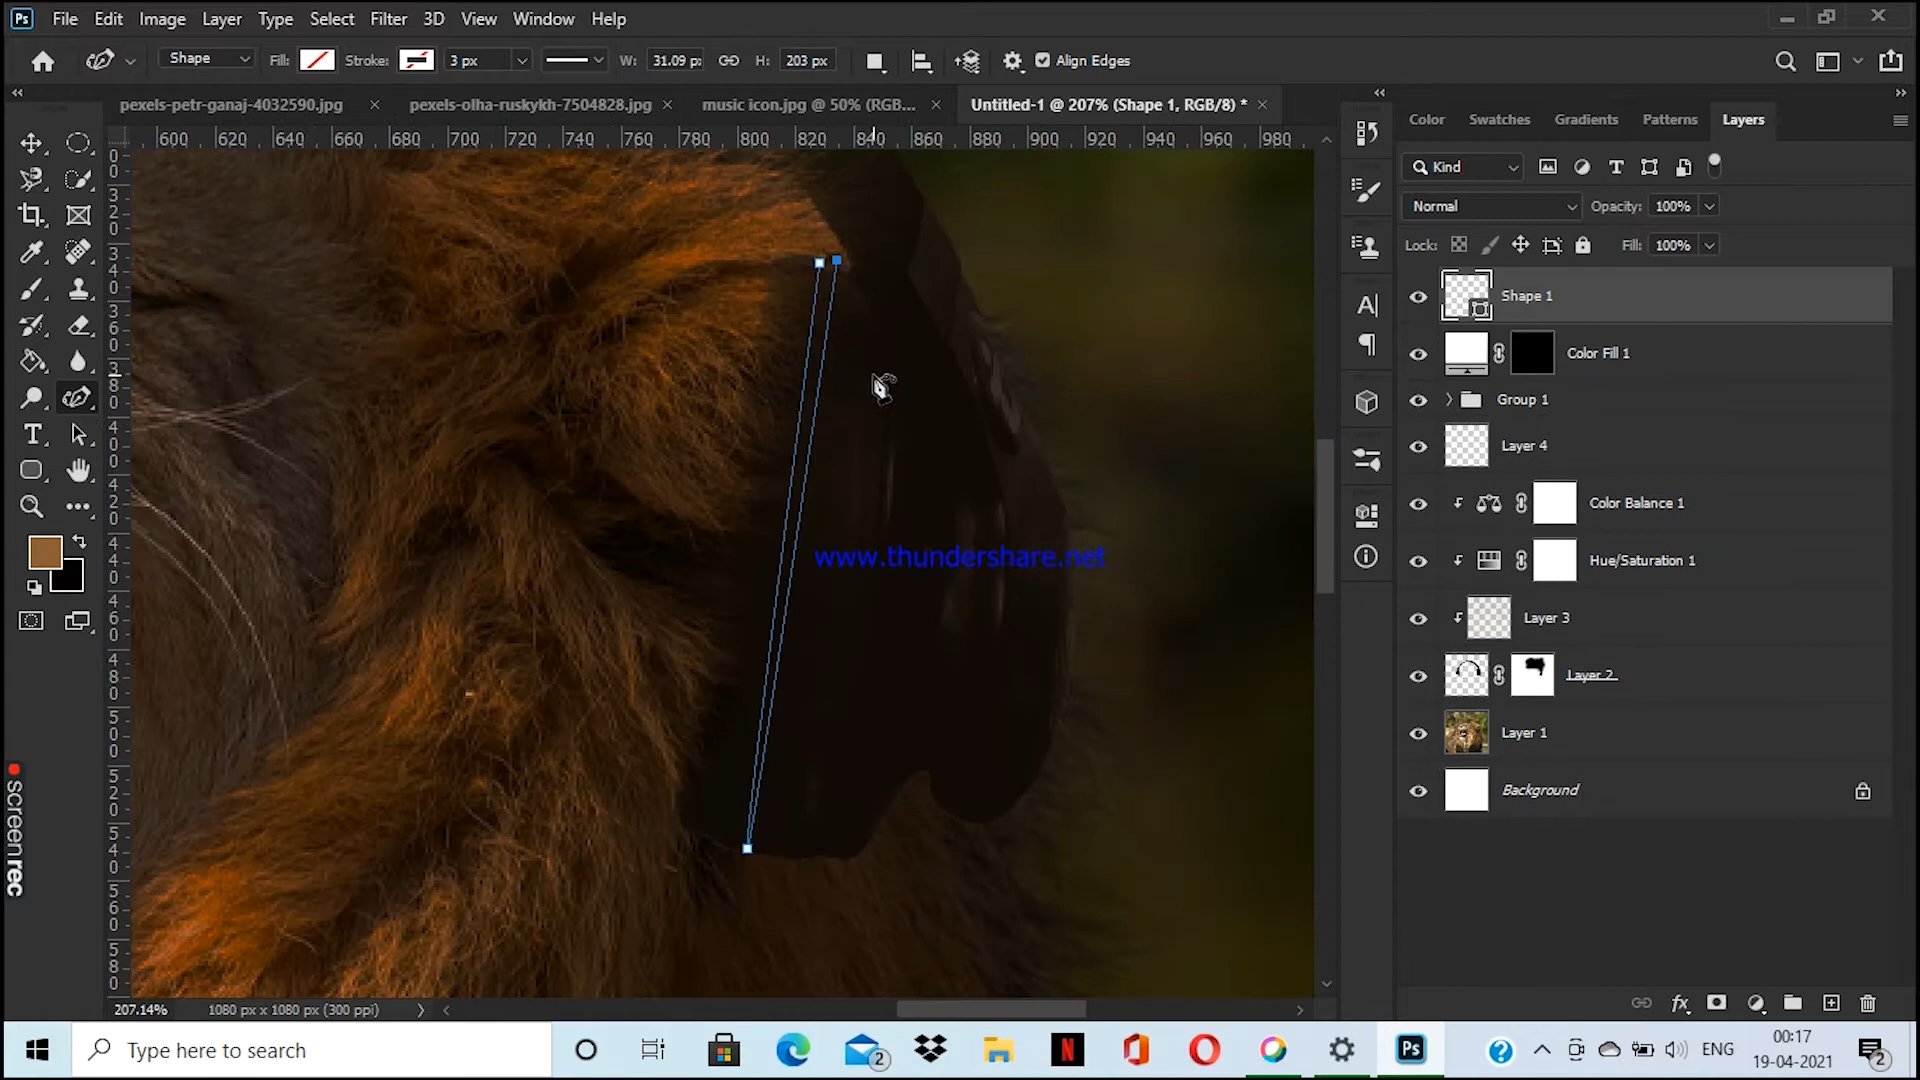 Ps File Edit Image Layer Type Select Filter 3D View Window Help
Shape Fill: Stroke: 3 px W: 31.09 p: H: 203 px Align Edges
pexels-petr-ganaj-4032590.jpg pexels-olha-ruskykh-7504828.jpg music icon.jpg @ 50% (RGB... Untitled-1 @ 207% (Shape 1, RGB/8) *
600 620 640 660 680 700 720 740 760 780 800 820 840 860 880 900 920 940 960 980
Color Swatches Gradients Patterns Layers
Kind
Normal Opacity: 100%
Lock: Fill: 100%
Shape 1
Color Fill 1
Group 1
Layer 4
Color Balance 1
Hue/Saturation 1
Layer 3
Layer 2
Layer 1
Background
www.thundershare.net
screenrec
207.14% 1080 px x 1080 px (300 ppi)
Type here to search
2
Ps
ENG
00:17
19-04-2021
2